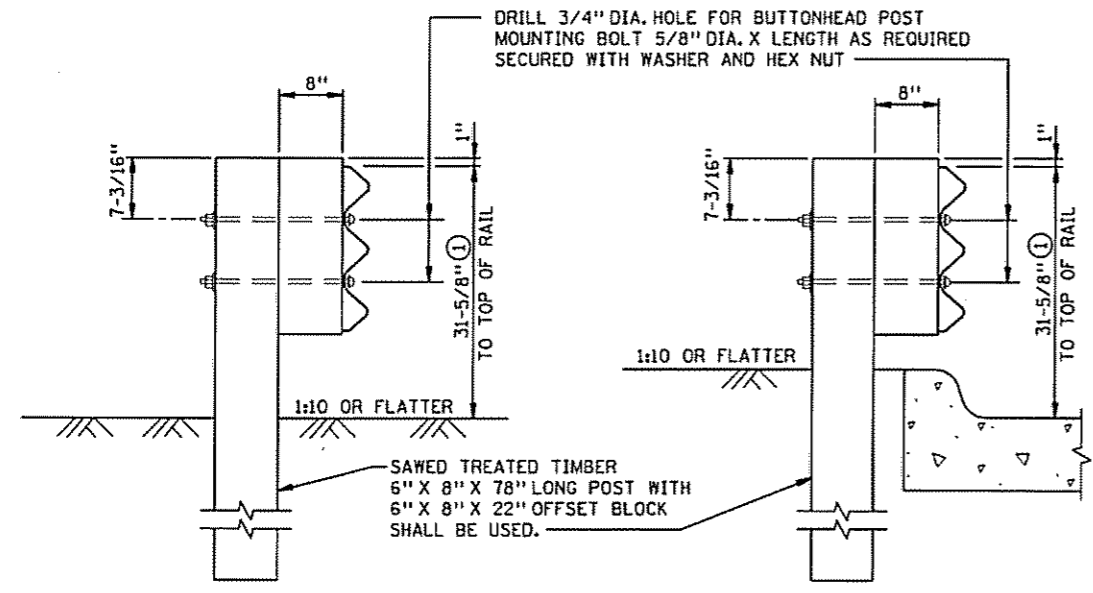 DRILL 3/4" DIA. HOLE FOR BUTTONHEAD POST
MOUNTING BOLT 5/8" DIA. X LENGTH AS REQUIRED
SECURED WITH WASHER AND HEX NUT
8"
8"
1"
1"
7-3/16"
7-3/16"
31-5/8" ①
TO TOP OF RAIL
31-5/8" ①
TO TOP OF RAIL
1:10 OR FLATTER
1:10 OR FLATTER
SAWED TREATED TIMBER
6" X 8" X 78" LONG POST WITH
6" X 8" X 22" OFFSET BLOCK
SHALL BE USED.